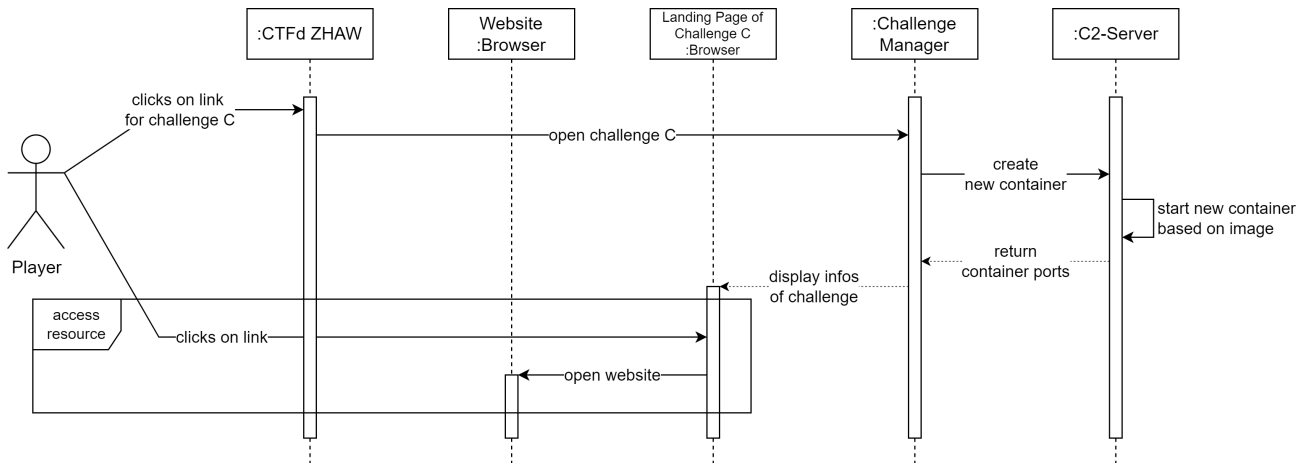 :CTFd ZHAW
Website
:Browser
Landing Page of
Challenge C
:Browser
:Challenge
Manager
:C2-Server
clicks on link
for challenge C
open challenge C
create
new container
start new container
based on image
return
container ports
Player
display infos
of challenge
access
resource
clicks on link
open website